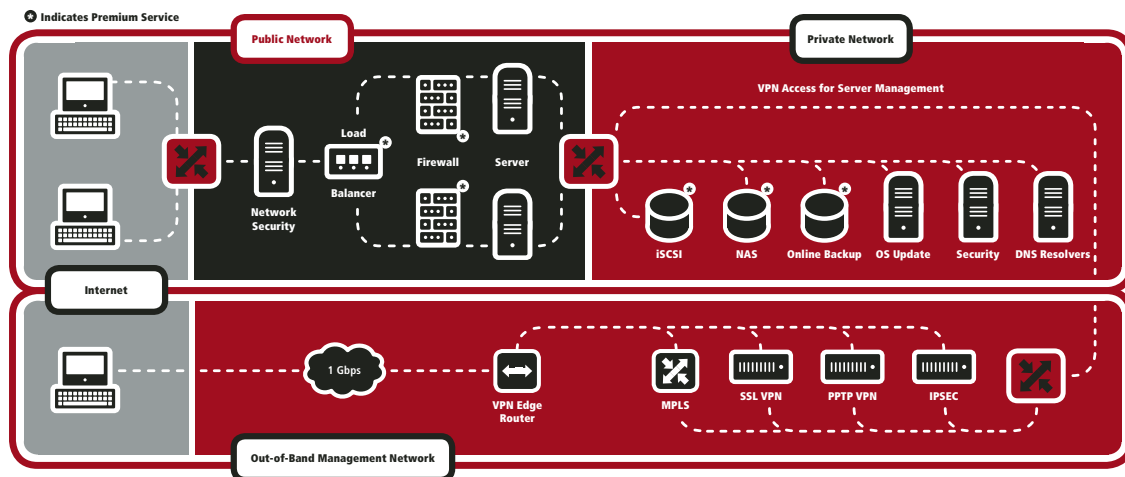 * Indicates Premium Service
Public Network
Private Network
VPN Access for Server Management
Load
Balancer
Firewall
Server
Network
Security
iSCSI
NAS
Online Backup
OS Update
Security
DNS Resolvers
Internet
1 Gbps
VPN Edge
Router
MPLS
SSL VPN
PPTP VPN
IPSEC
Out-of-Band Management Network